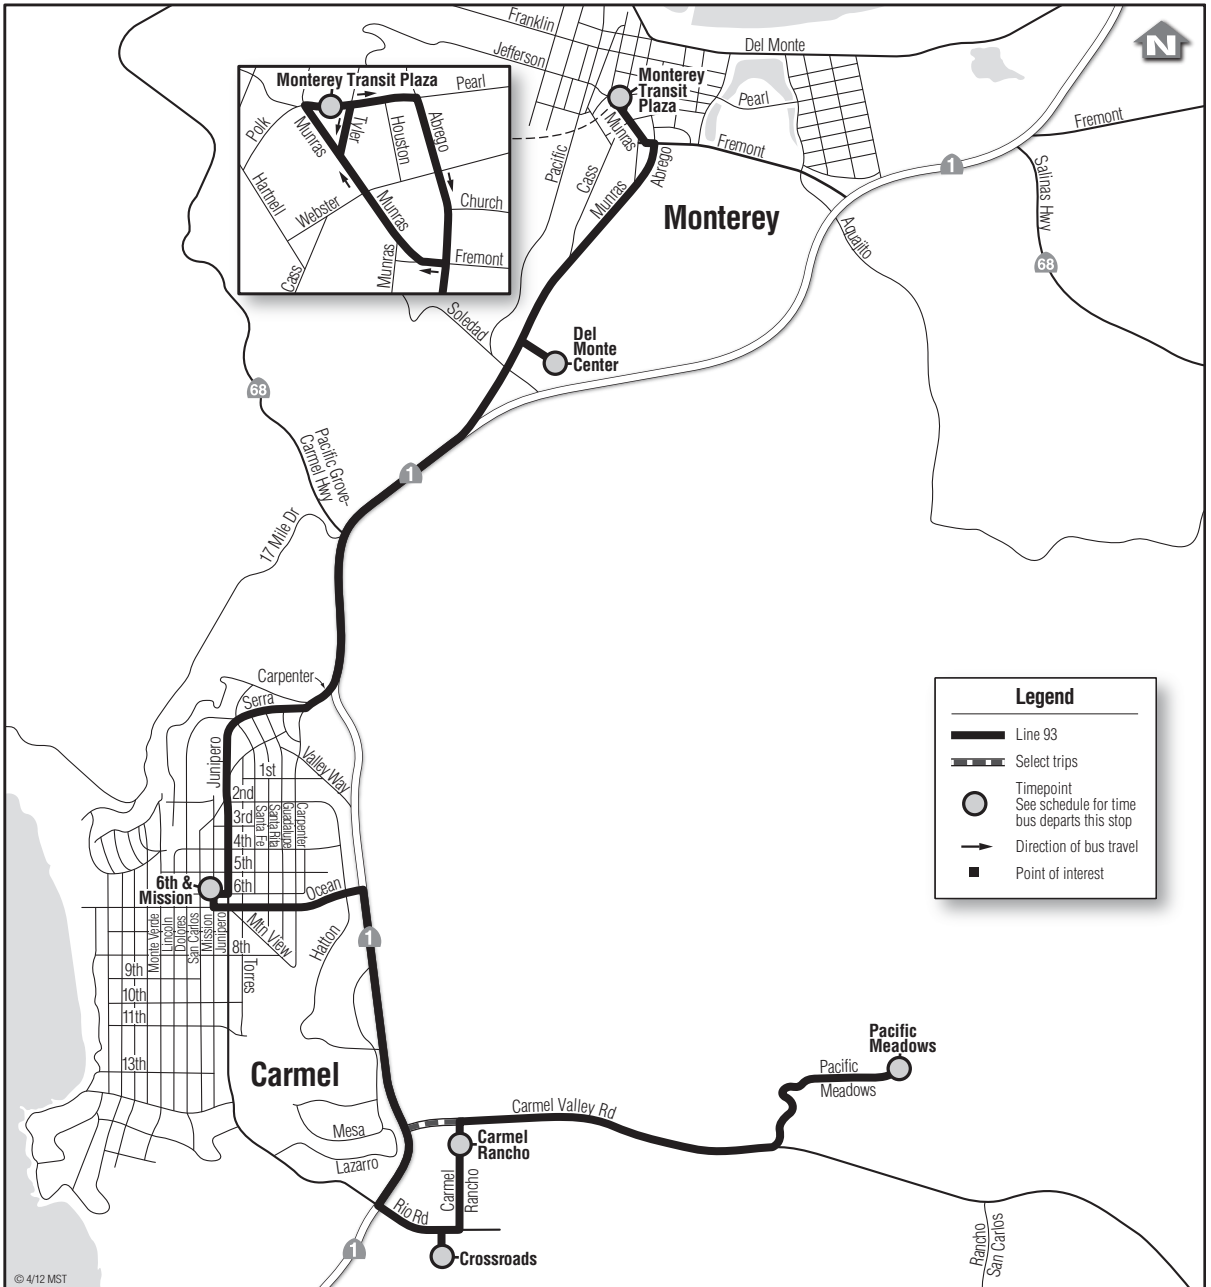 Franklin
Jefferson
Del Monte
N
Monterey Transit Plaza
Pearl
Polk
Munras
Tyler
Houston
Abrego
Hartnell
Webster
Munras
Church
Cass
Munras
Fremont
Monterey
Transit
Plaza
Pearl
Munras
Fremont
Fremont
Pacific
Cass
Munras
Abrego
Monterey
1
Salinas Hwy
68
Aguajito
Soledad
Del
Monte
Center
68
Pacific Grove-
Carmel Hwy
1
17 Mile Dr
Carpenter
Serra
Junipero
Valley Way
1st
2nd
3rd
4th
5th
6th
Santa Fe
Santa Rita
Guadalupe
Carpenter
6th &
Mission
Ocean
Monte Verde
Lincoln
Dolores
San Carlos
Mission
Junipero
Mtn View
8th
Hatton
1
9th
Torres
10th
11th
13th
Carmel
Mesa
Lazarro
Carmel Valley Rd
Carmel
Rancho
Carmel
Rancho
Rio Rd
Crossroads
1
Pacific
Meadows
Pacific
Meadows
Rancho
San Carlos
Legend
Line 93
Select trips
Timepoint
See schedule for time
bus departs this stop
Direction of bus travel
Point of interest
© 4/12 MST